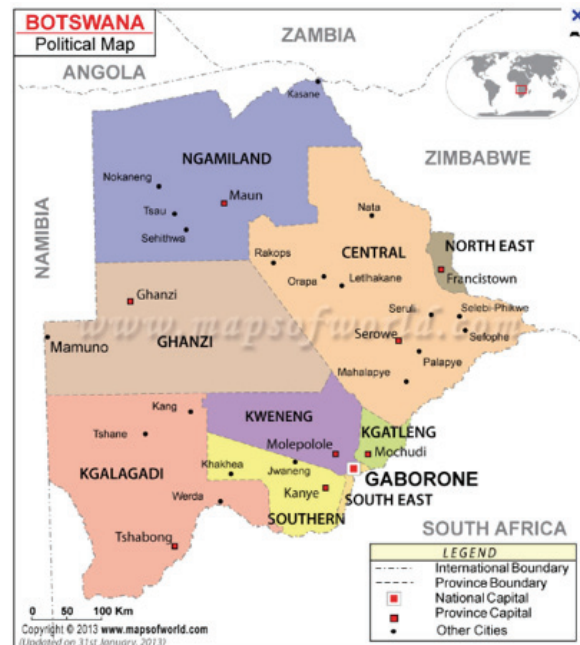 BOTSWANA
Political Map
ZAMBIA
ANGOLA
Kasane
NGAMILAND
ZIMBABWE
Nokaneng
Maun
Tsau
Nata
Sehithwa
NAMIBIA
CENTRAL
NORTH EAST
Rakops
Francistown
Orapa
Letlhakane
Ghanzi
Seruli
Selebi-Phikwe
www.mapsofworld.com
Sefophe
Serowe
GHANZI
Mamuno
Palapye
Mahalapye
Kang
KWENENG
Tshane
KGATLENG
Molepolole
Mochudi
KGALAGADI
Khakhea
Jwaneng
GABORONE
Kanye
SOUTH EAST
Werda
SOUTHERN
SOUTH AFRICA
Tshabong
LEGEND
International Boundary
Province Boundary
National Capital
Province Capital
Other Cities
0 50 100 Km
Copyright © 2013 www.mapsofworld.com
(Updated on 31st January, 2013)